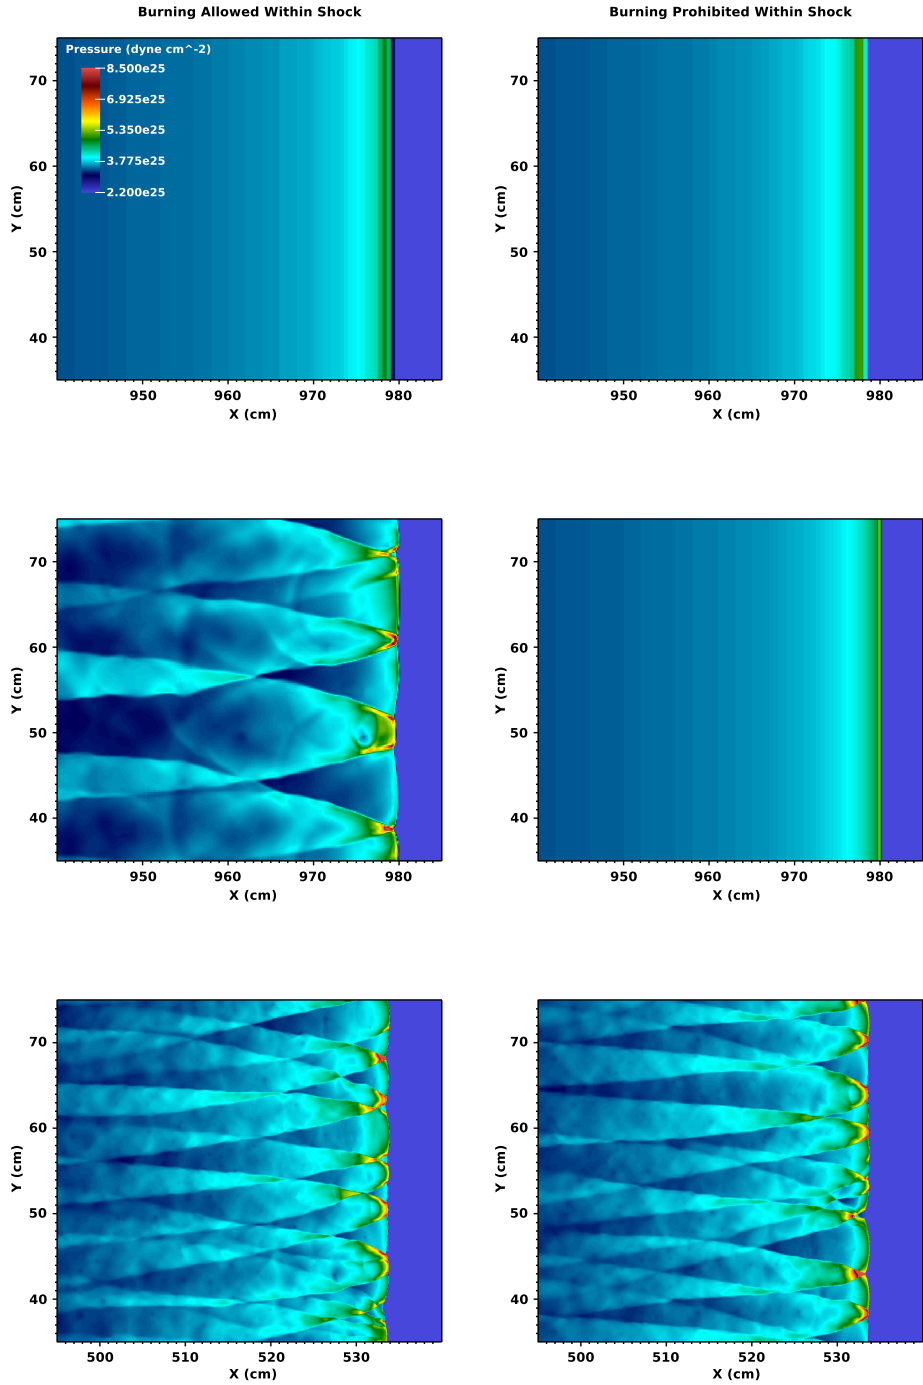 Burning Allowed Within Shock
Burning Prohibited Within Shock
Pressure (dyne cm^-2)
8.500e25
6.925e25
5.350e25
3.775e25
2.200e25
70
60
50
40
Y (cm)
950 960 970 980
X (cm)
70
60
50
40
Y (cm)
950 960 970 980
X (cm)
70
60
50
40
Y (cm)
950 960 970 980
X (cm)
70
60
50
40
Y (cm)
950 960 970 980
X (cm)
70
60
50
40
Y (cm)
500 510 520 530
X (cm)
70
60
50
40
Y (cm)
500 510 520 530
X (cm)